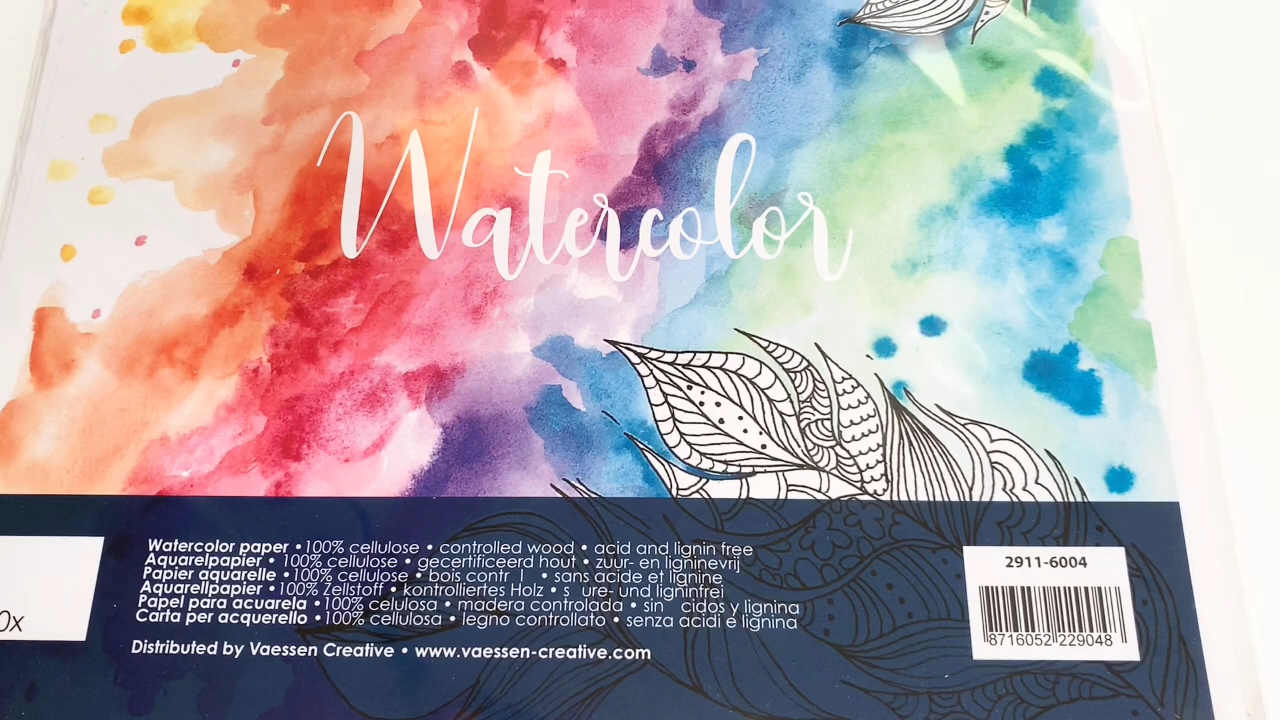 Watercolor
Watercolor paper • 100% cellulose • controlled wood • acid and lignin free
Aquarelpapier • 100% cellulose • gecertificeerd hout • zuur- en ligninevrij
Papier aquarelle • 100% cellulose • bois contr l • sans acide et lignine
Aquarellpapier • 100% Zellstoff • kontrolliertes Holz • s ure- und ligninfrei
Papel para acuarela • 100% celulosa • madera controlada • sin cidos y lignina
Carta per acquerello • 100% cellulosa • legno controllato • senza acidi e lignina
Distributed by Vaessen Creative • www.vaessen-creative.com
0x
2911-6004
8716052 229048